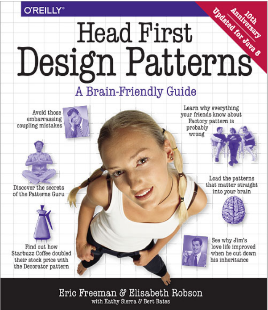 O'REILLY®
10th Anniversary
Updated for Java 8
Head First
Design Patterns
A Brain-Friendly Guide
Avoid those
embarrassing
coupling mistakes
Learn why everything
your friends know about
Factory pattern is
probably
wrong
Discover the secrets
of the Patterns Guru
Load the patterns
that matter straight
into your brain
Find out how
Starbuzz Coffee doubled
their stock price with
the Decorator pattern
See why Jim's
love life improved
when he cut down
his inheritance
Eric Freeman & Elisabeth Robson
with Kathy Sierra & Bert Bates